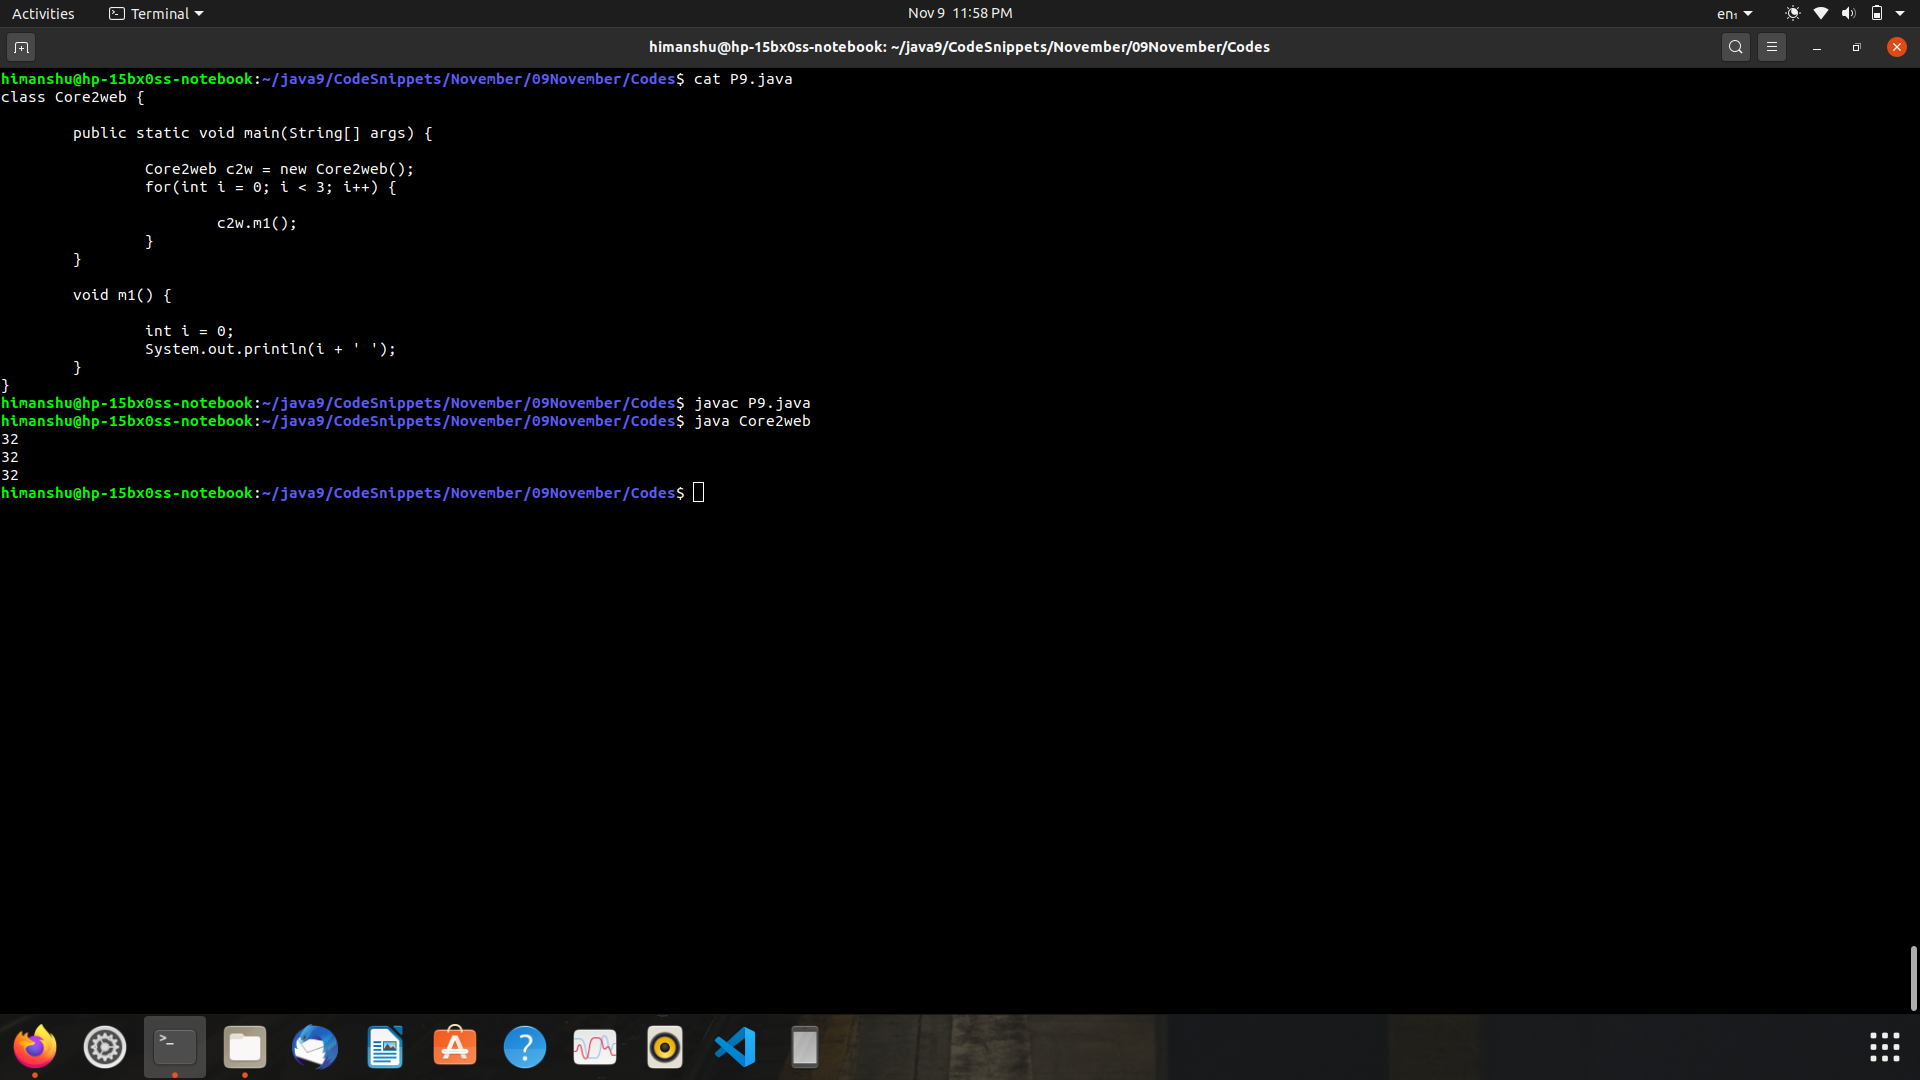 Activities
Terminal
Nov 9 11:58 PM
en₁
himanshu@hp-15bx0ss-notebook: ~/java9/CodeSnippets/November/09November/Codes
himanshu@hp-15bx0ss-notebook:~/java9/CodeSnippets/November/09November/Codes$ cat P9.java
class Core2web {
public static void main(String[] args) {
Core2web c2w = new Core2web();
for(int i = 0; i < 3; i++) {
c2w.m1();
}
}
void m1() {
int i = 0;
System.out.println(i + ' ');
}
}
himanshu@hp-15bx0ss-notebook:~/java9/CodeSnippets/November/09November/Codes$ javac P9.java
himanshu@hp-15bx0ss-notebook:~/java9/CodeSnippets/November/09November/Codes$ java Core2web
32
32
32
himanshu@hp-15bx0ss-notebook:~/java9/CodeSnippets/November/09November/Codes$